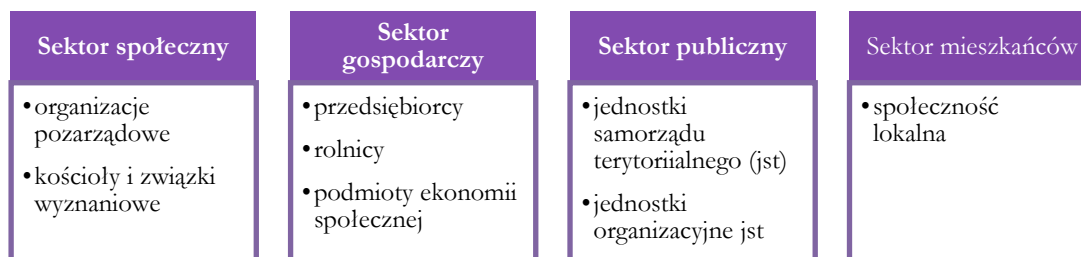 Sektor społeczny
• organizacje
pozarządowe
• kościoły i związki
wyznaniowe
Sektor
gospodarczy
• przedsiębiorcy
• rolnicy
• podmioty ekonomii
społecznej
Sektor publiczny
• jednostki
samorządu
terytoriialnego (jst)
• jednostki
organizacyjne jst
Sektor mieszkańców
• społeczność
lokalna